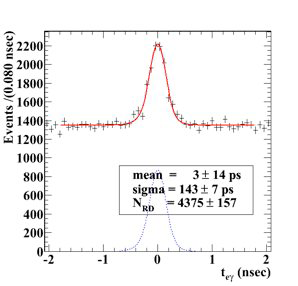 Events /(0.080 nsec)
2200
2000
1800
1600
1400
1200
1000
800
600
400
200
0
mean = 3 ± 14 ps
sigma = 143 ± 7 ps
N_RD = 4375 ± 157
-2 -1 0 1 2
t_eγ (nsec)